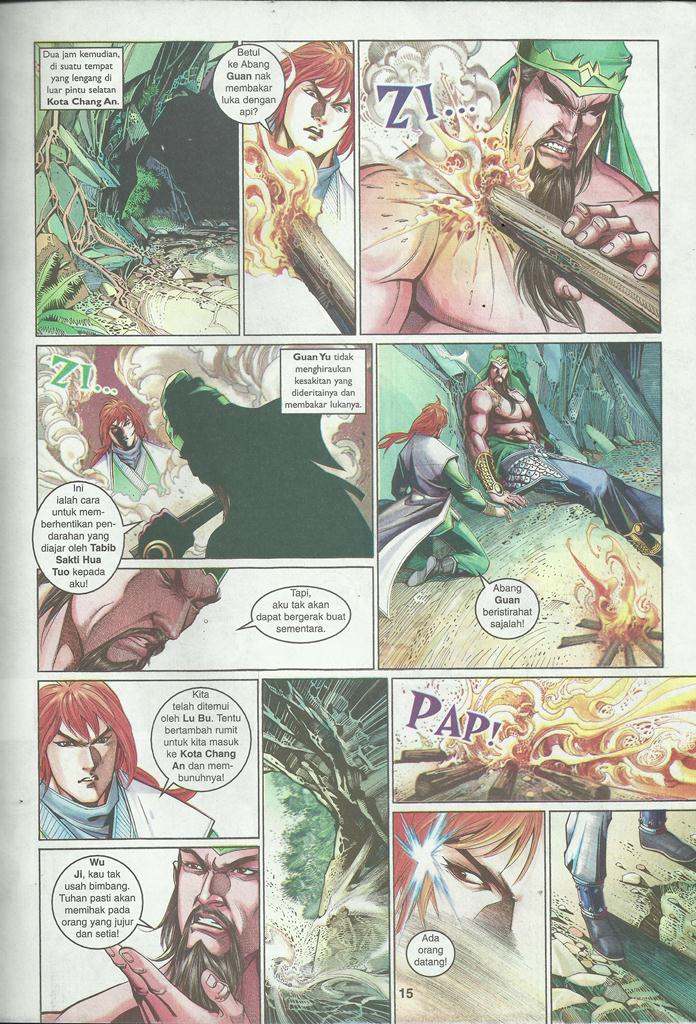 Dua jam kemudian,
di suatu tempat
yang lengang di
luar pintu selatan
Kota Chang An.
Betul
ke Abang
Guan nak
membakar
luka dengan
api?
ZI...
ZI...
Guan Yu tidak
menghiraukan
kesakitan yang
dideritainya dan
membakar lukanya.
Ini
ialah cara
untuk mem-
berhentikan pen-
darahan yang
diajar oleh Tabib
Sakti Hua
Tuo kepada
aku!
Tapi,
aku tak akan
dapat bergerak buat
sementara.
Abang
Guan
beristirahat
sajalah!
Kita
telah ditemui
oleh Lu Bu. Tentu
bertambah rumit
untuk kita masuk
ke Kota Chang
An dan mem-
bunuhnya!
Wu
Ji, kau tak
usah bimbang.
Tuhan pasti akan
memihak pada
orang yang jujur
dan setia!
PAP!
Ada
orang
datang!
15